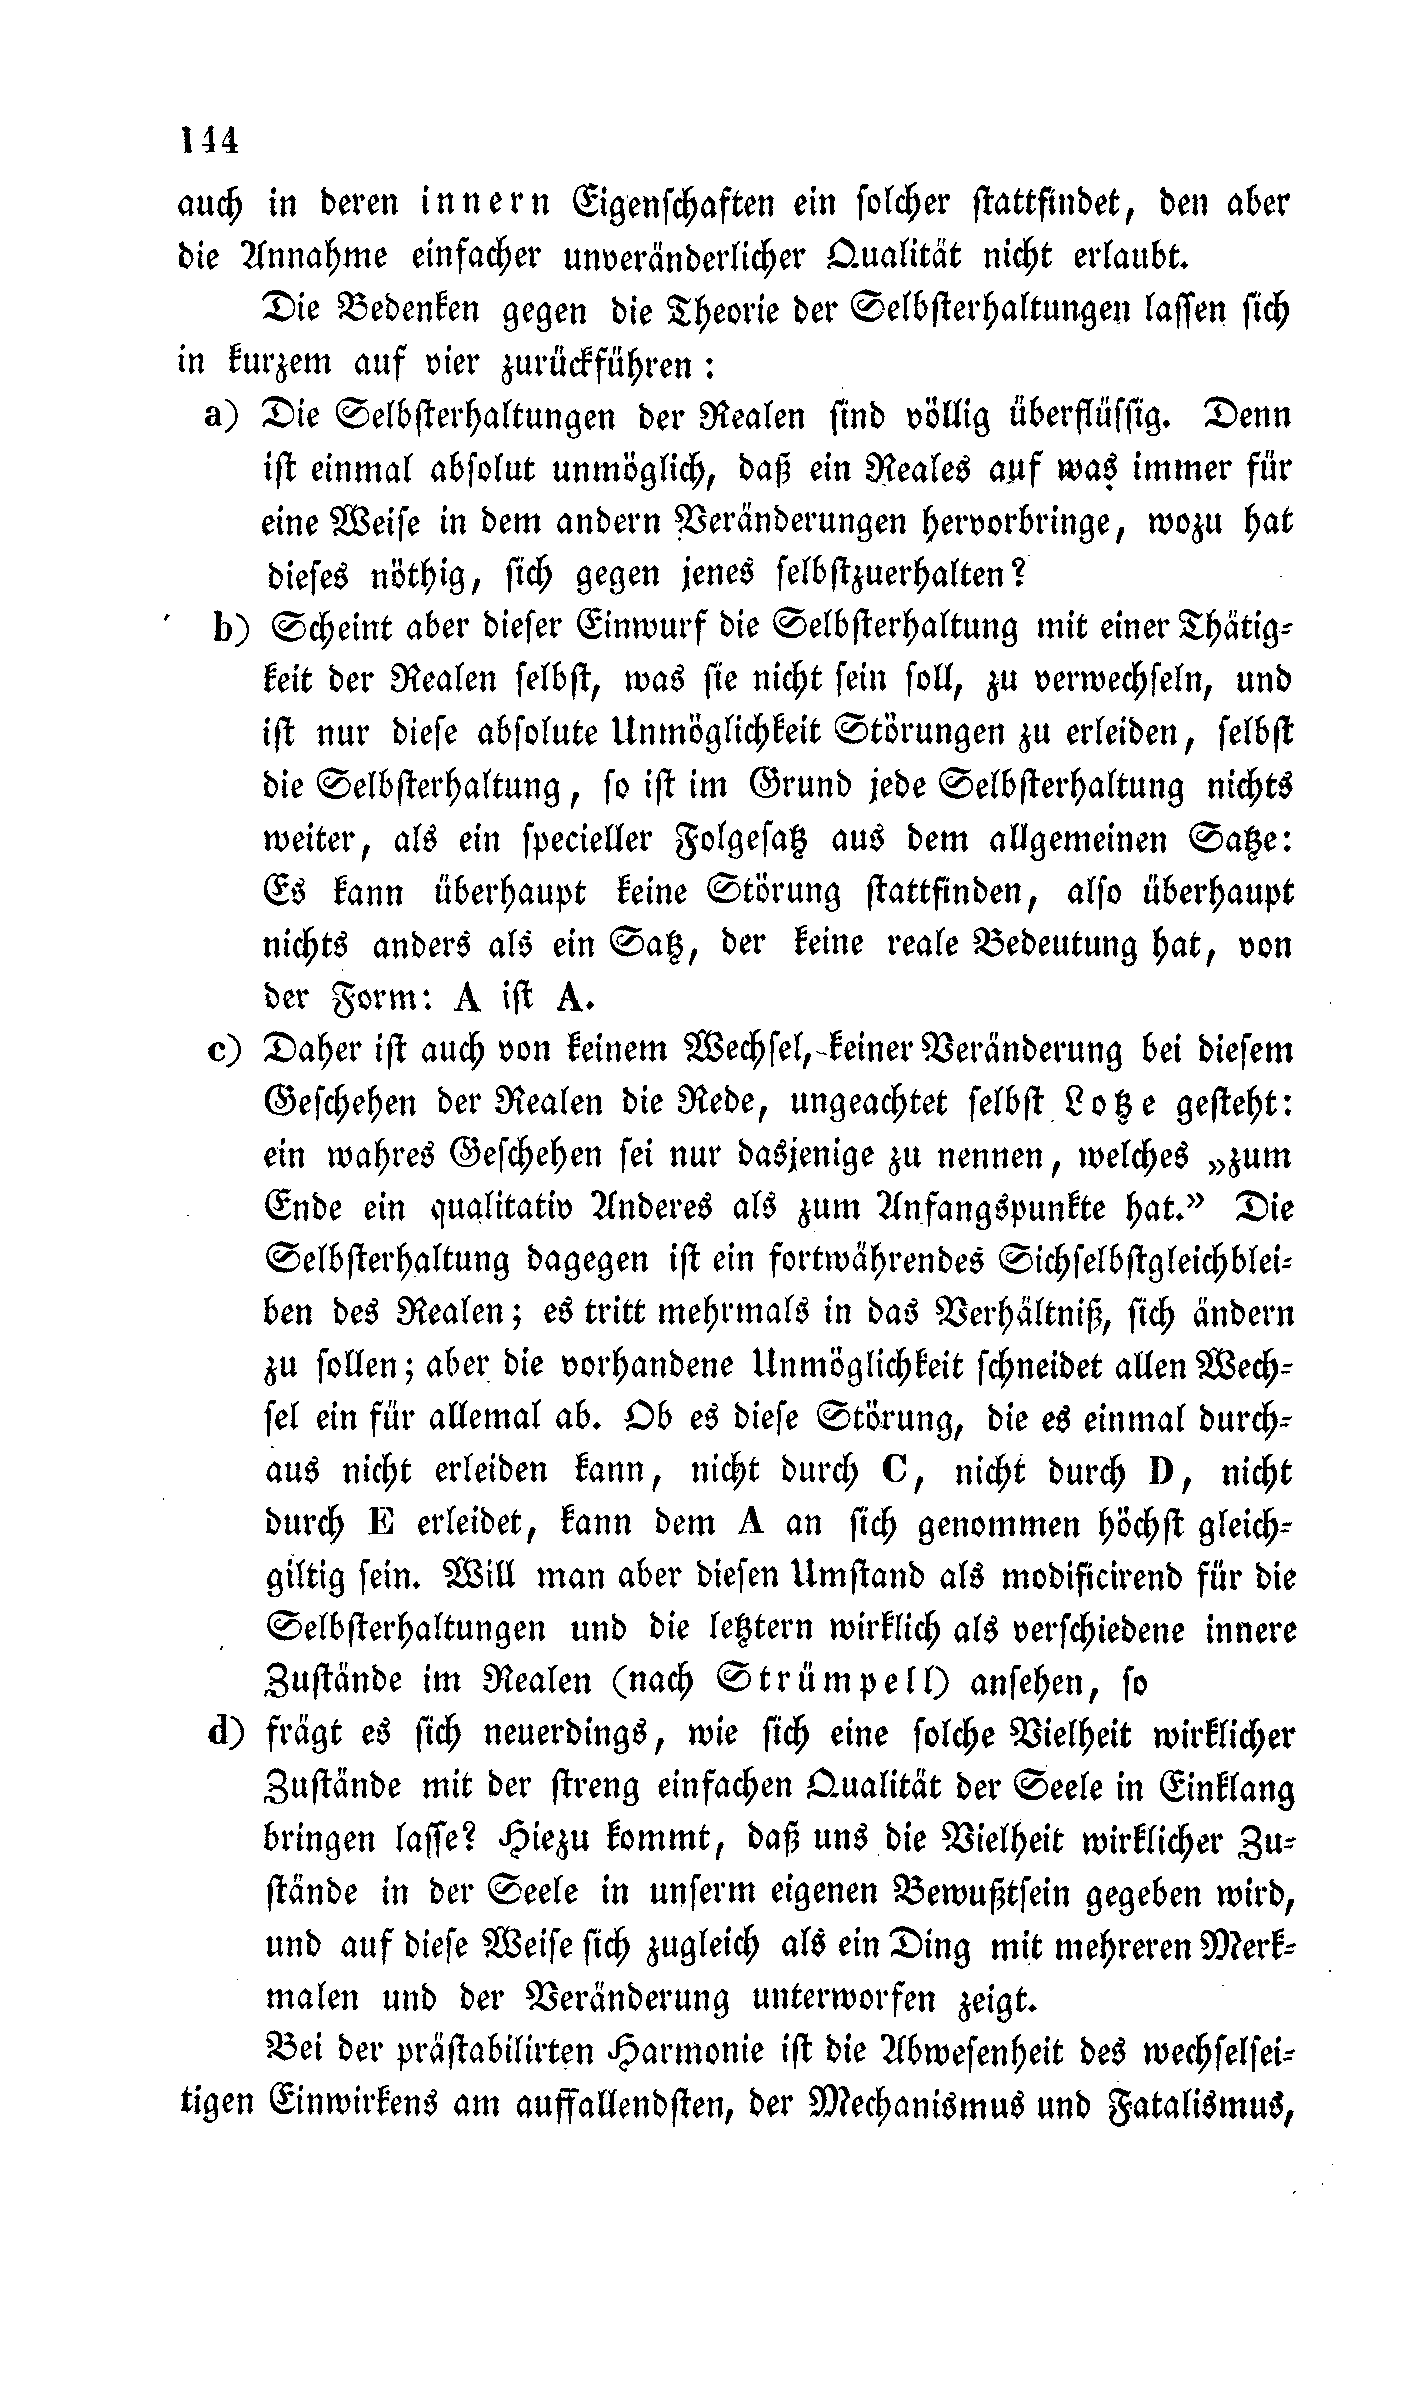 144
auch in deren innern Eigenschaften ein solcher stattfindet, den aber
die Annahme einfacher unveränderlicher Qualität nicht erlaubt.
Die Bedenken gegen die Theorie der Selbsterhaltungen lassen sich
in kurzem auf vier zurückführen:
a) Die Selbsterhaltungen der Realen sind völlig überflüssig. Denn
ist einmal absolut unmöglich, daß ein Reales auf was immer für
eine Weise in dem andern Veränderungen hervorbringe, wozu hat
dieses nöthig, sich gegen jenes selbstzuerhalten?
b) Scheint aber dieser Einwurf die Selbsterhaltung mit einer Thätig-
keit der Realen selbst, was sie nicht sein soll, zu verwechseln, und
ist nur diese absolute Unmöglichkeit Störungen zu erleiden, selbst
die Selbsterhaltung, so ist im Grund jede Selbsterhaltung nichts
weiter, als ein specieller Folgesatz aus dem allgemeinen Satze:
Es kann überhaupt keine Störung stattfinden, also überhaupt
nichts anders als ein Satz, der keine reale Bedeutung hat, von
der Form: A ist A.
c) Daher ist auch von keinem Wechsel, keiner Veränderung bei diesem
Geschehen der Realen die Rede, ungeachtet selbst Lotze gesteht:
ein wahres Geschehen sei nur dasjenige zu nennen, welches „zum
Ende ein qualitativ Anderes als zum Anfangspunkte hat.” Die
Selbsterhaltung dagegen ist ein fortwährendes Sichselbstgleichblei-
ben des Realen; es tritt mehrmals in das Verhältniß, sich ändern
zu sollen; aber die vorhandene Unmöglichkeit schneidet allen Wech-
sel ein für allemal ab. Ob es diese Störung, die es einmal durch-
aus nicht erleiden kann, nicht durch C, nicht durch D, nicht
durch E erleidet, kann dem A an sich genommen höchst gleich-
giltig sein. Will man aber diesen Umstand als modificirend für die
Selbsterhaltungen und die letztern wirklich als verschiedene innere
Zustände im Realen (nach Strümpell) ansehen, so
d) frägt es sich neuerdings, wie sich eine solche Vielheit wirklicher
Zustände mit der streng einfachen Qualität der Seele in Einklang
bringen lasse? Hiezu kommt, daß uns die Vielheit wirklicher Zu-
stände in der Seele in unserm eigenen Bewußtsein gegeben wird,
und auf diese Weise sich zugleich als ein Ding mit mehreren Merk-
malen und der Veränderung unterworfen zeigt.
Bei der prästabilirten Harmonie ist die Abwesenheit des wechselsei-
tigen Einwirkens am auffallendsten, der Mechanismus und Fatalismus,